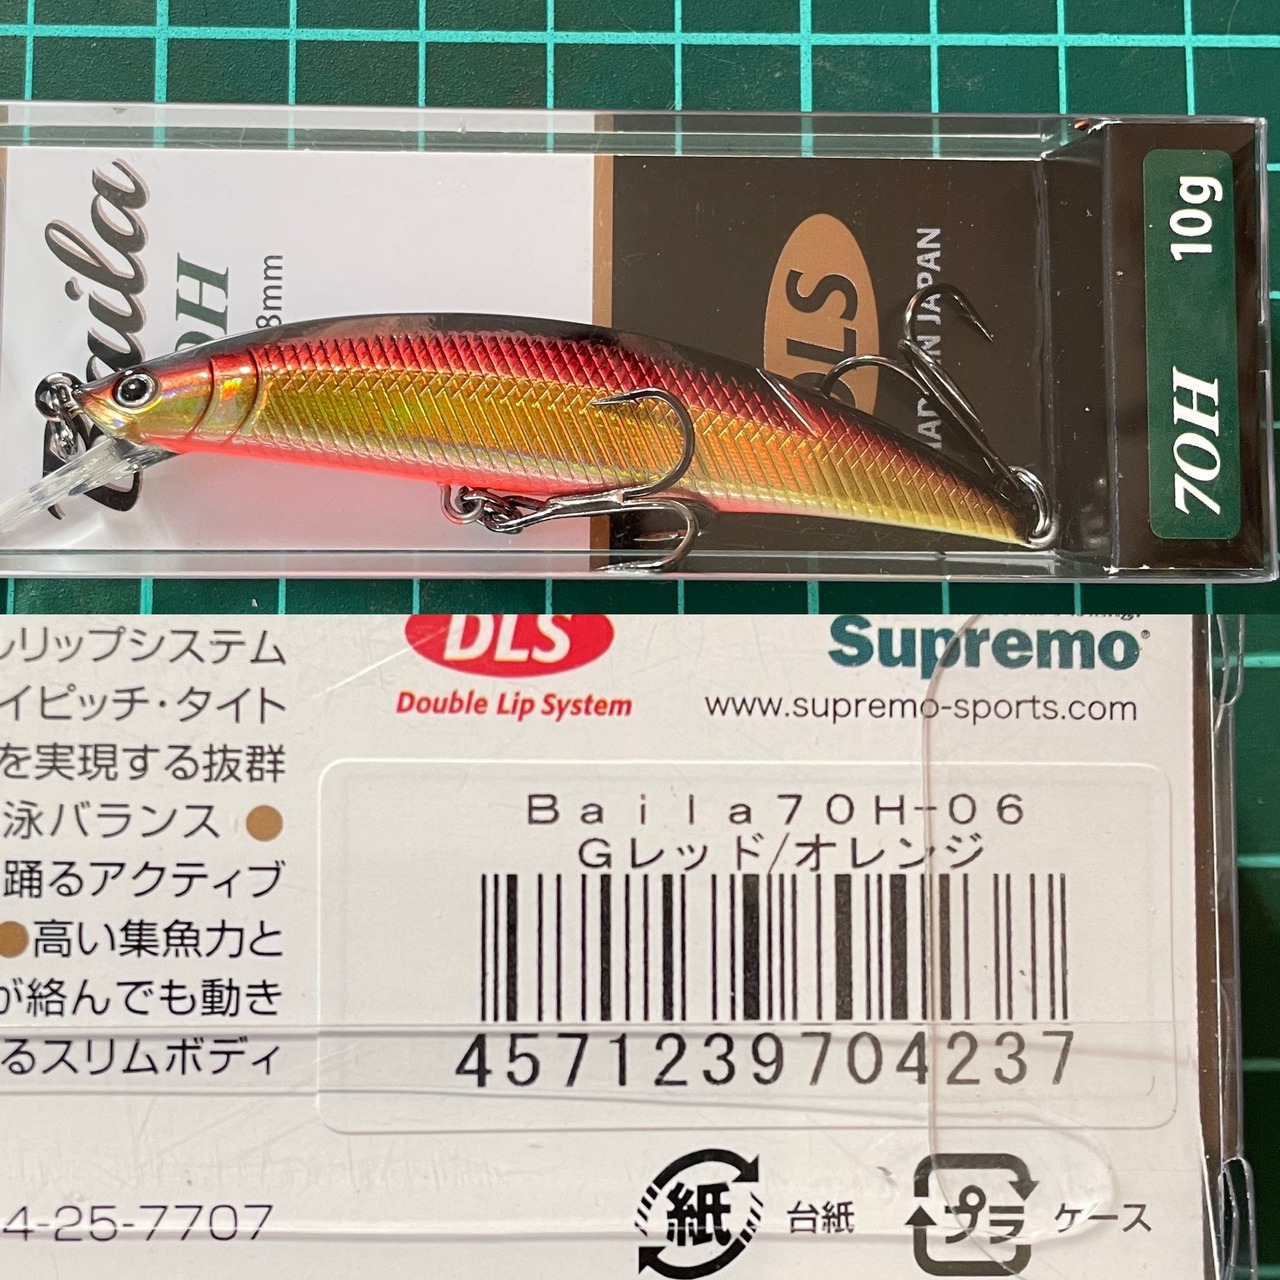 Baila
70H
8mm
DLS
MADE IN JAPAN
10g
70H
ルリップシステム
イピッチ・タイト
を実現する抜群
泳バランス ●
踊るアクティブ
●高い集魚力と
が絡んでも動き
るスリムボディ
4-25-7707
DLS
Double Lip System
Supremo®
www.supremo-sports.com
Ｂａｉｌａ７０Ｈ-０６
Ｇレッド/オレンジ
4571239704237
紙
台紙
プラ
ケース